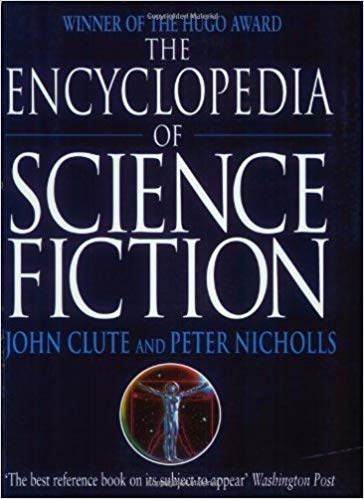 WINNER OF THE HUGO AWARD
THE
ENCYCLOPEDIA
OF
SCIENCE
FICTION
JOHN CLUTE AND PETER NICHOLLS
'The best reference book on its subject to appear' Washington Post